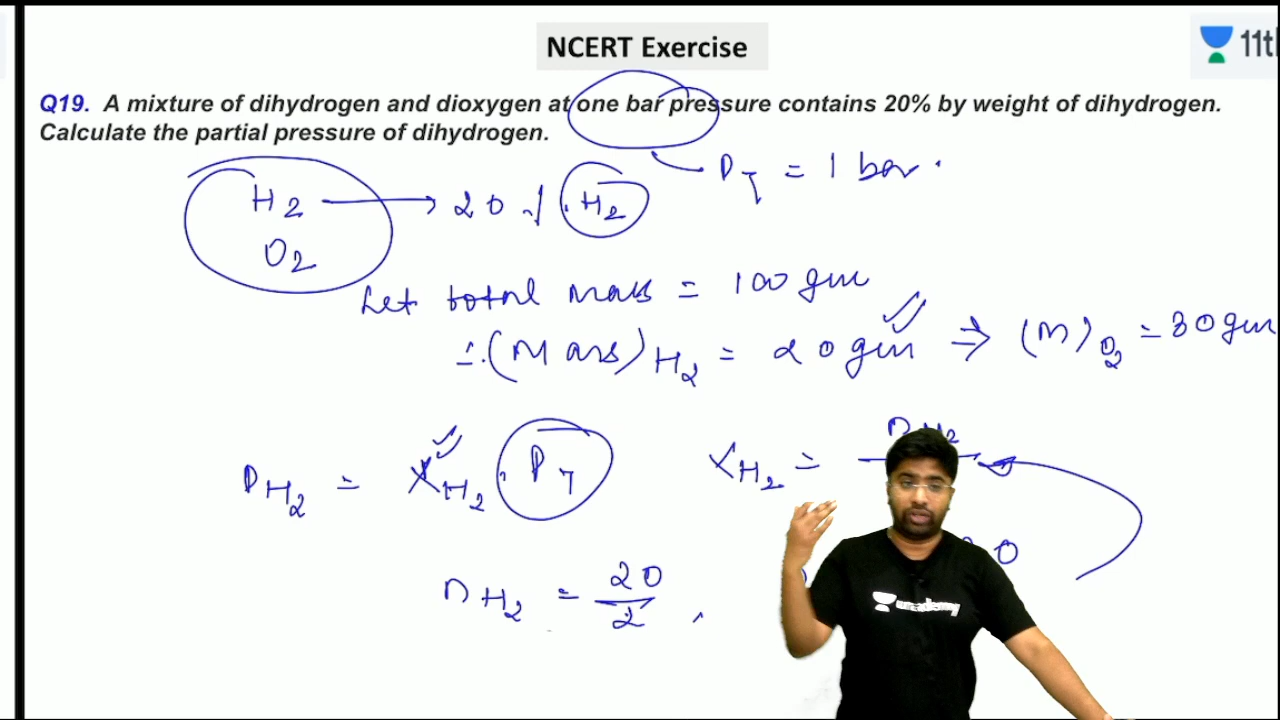 NCERT Exercise
11t
Q19. A mixture of dihydrogen and dioxygen at one bar pressure contains 20% by weight of dihydrogen.
Calculate the partial pressure of dihydrogen.
P_T = 1 bar.
H2 → 20 % H2
O2
Let total mass = 100 gm
∴ (Mass)H2 = 20 gm ⇒ (m)O2 = 80 gm
PH2 = XH2 . PT
XH2 = nH2
nH2 = 20/2 ,
unacademy